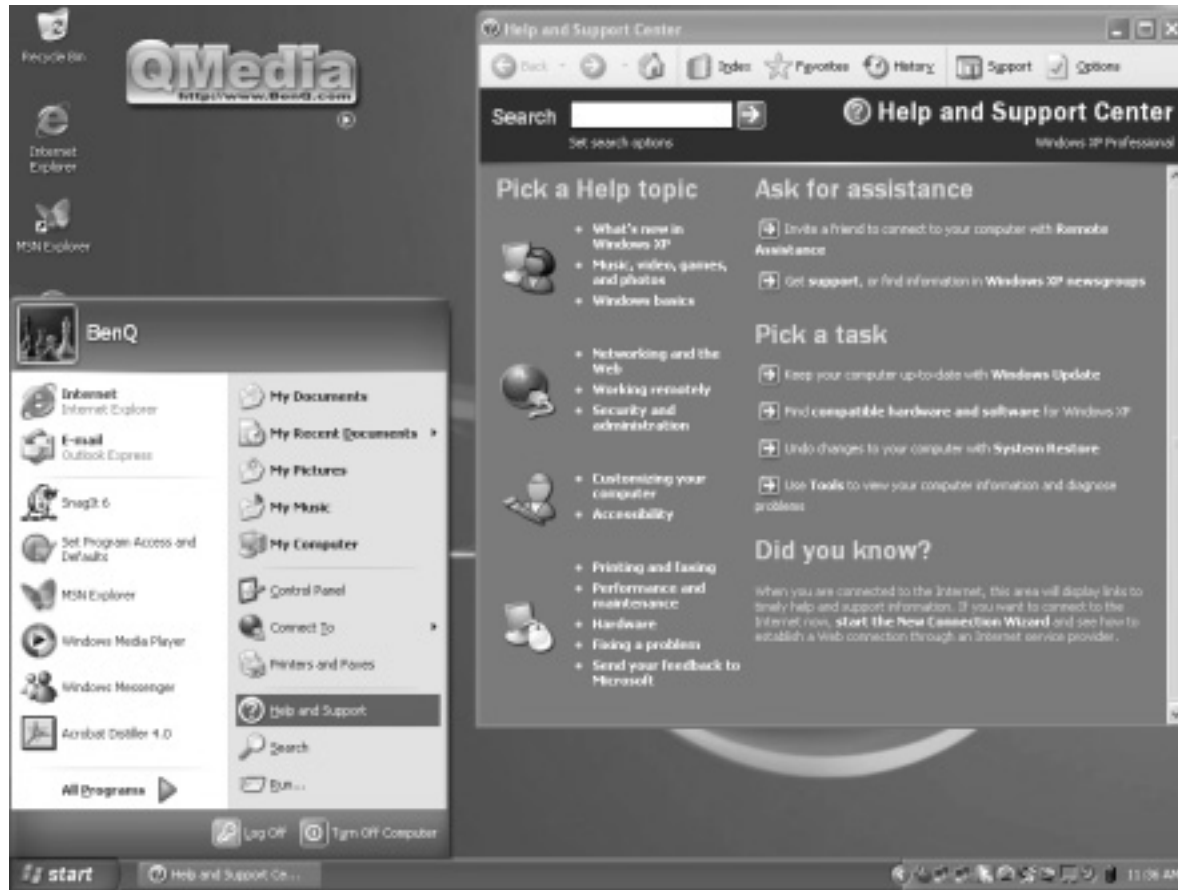 Recycle Bin
QMedia
http://www.BenQ.com
Internet
Explorer
MSN Explorer
BenQ
Internet
Internet Explorer
E-mail
Outlook Express
SnagIt 6
Set Program Access and
Defaults
MSN Explorer
Windows Media Player
Windows Messenger
Acrobat Distiller 4.0
All Programs
My Documents
My Recent Documents
My Pictures
My Music
My Computer
Control Panel
Connect To
Printers and Faxes
Help and Support
Search
Run...
Log Off
Turn Off Computer
start
Help and Support Ce...
11:36 AM
Help and Support Center
Back
Index
Favorites
History
Support
Options
Search
Set search options
Help and Support Center
Windows XP Professional
Pick a Help topic
What's new in
Windows XP
Music, video, games,
and photos
Windows basics
Networking and the
Web
Working remotely
Security and
administration
Customizing your
computer
Accessibility
Printing and faxing
Performance and
maintenance
Hardware
Fixing a problem
Send your feedback to
Microsoft
Ask for assistance
Invite a friend to connect to your computer with Remote
Assistance
Get support, or find information in Windows XP newsgroups
Pick a task
Keep your computer up-to-date with Windows Update
Find compatible hardware and software for Windows XP
Undo changes to your computer with System Restore
Use Tools to view your computer information and diagnose
problems
Did you know?
When you are connected to the Internet, this area will display links to
timely help and support information. If you want to connect to the
Internet now, start the New Connection Wizard and see how to
establish a Web connection through an Internet service provider.